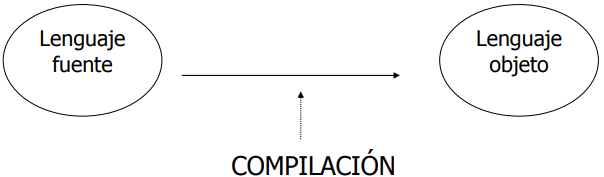 Lenguaje
fuente
Lenguaje
objeto
COMPILACIÓN